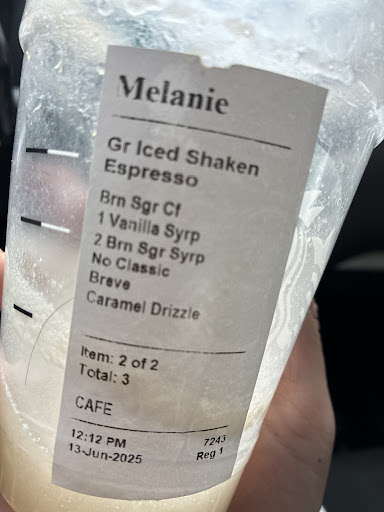 Melanie
Gr Iced Shaken
Espresso
Brn Sgr Cf
1 Vanilla Syrp
2 Brn Sgr Syrp
No Classic
Breve
Caramel Drizzle
Item: 2 of 2
Total: 3
CAFE
12:12 PM 7243
13-Jun-2025 Reg 1